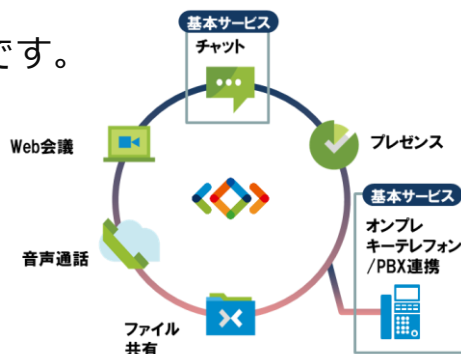 です。
基本サービス
チャット
Web会議
プレゼンス
基本サービス
オンプレ
キーテレフォン
/PBX連携
音声通話
ファイル
共有